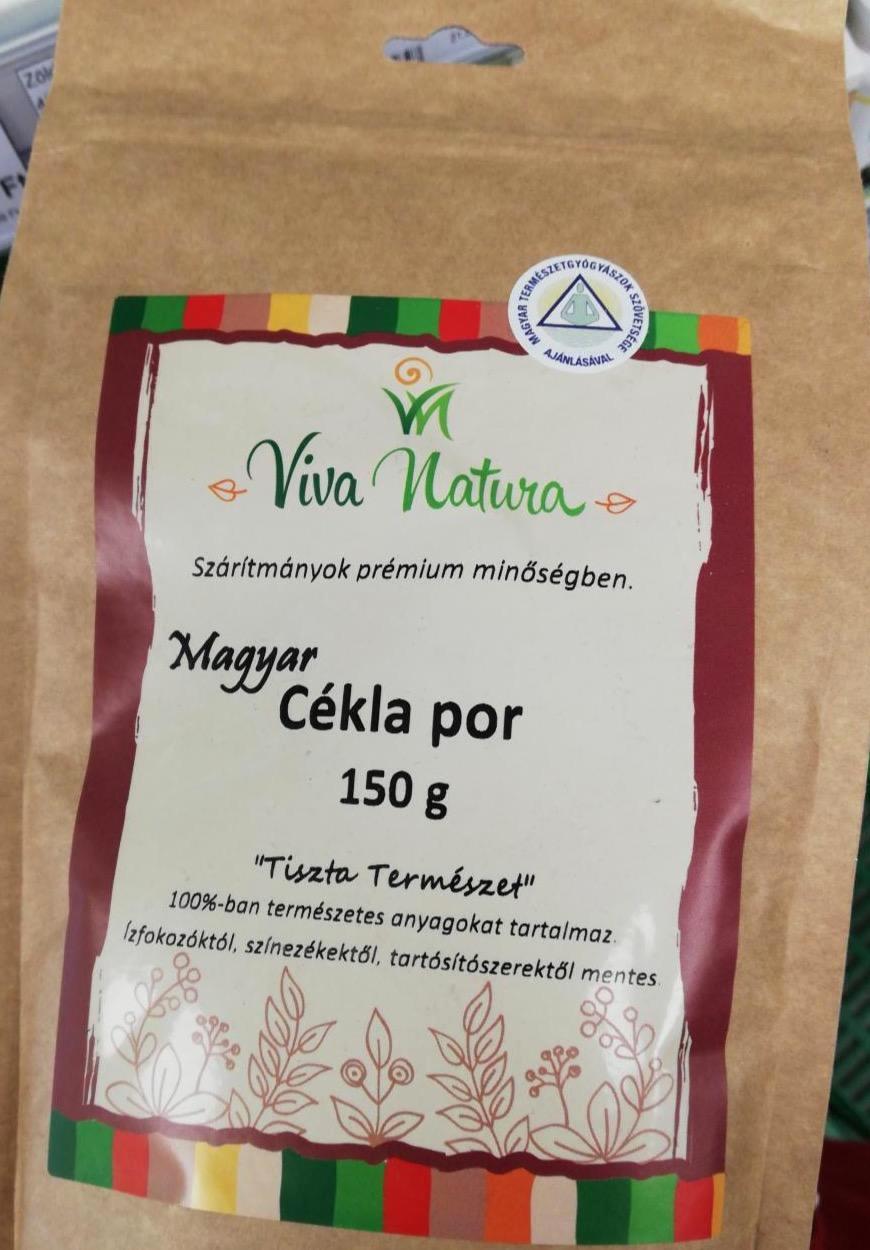 MAGYAR TERMÉSZETGYÓGYÁSZOK SZÖVETSÉGE
AJÁNLÁSÁVAL
Viva Natura
Szárítmányok prémium minőségben.
Magyar
Cékla por
150 g
"Tiszta Természet"
100%-ban természetes anyagokat tartalmaz.
Ízfokozóktól, színezékektől, tartósítószerektől mentes.